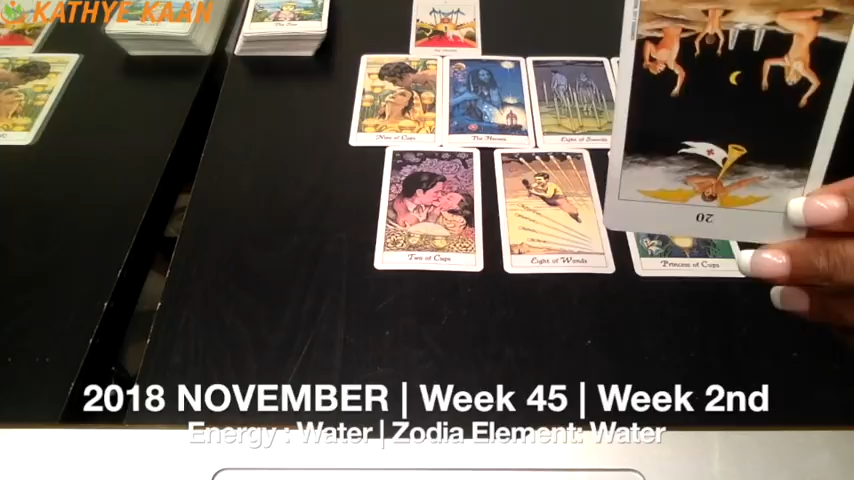 KATHYE KAAN
Nine of Cups
The Hermit
Eight of Swords
Two of Cups
Eight of Wands
Princess of Cups
20
2018 NOVEMBER | Week 45 | Week 2nd
Energy : Water | Zodia Element: Water